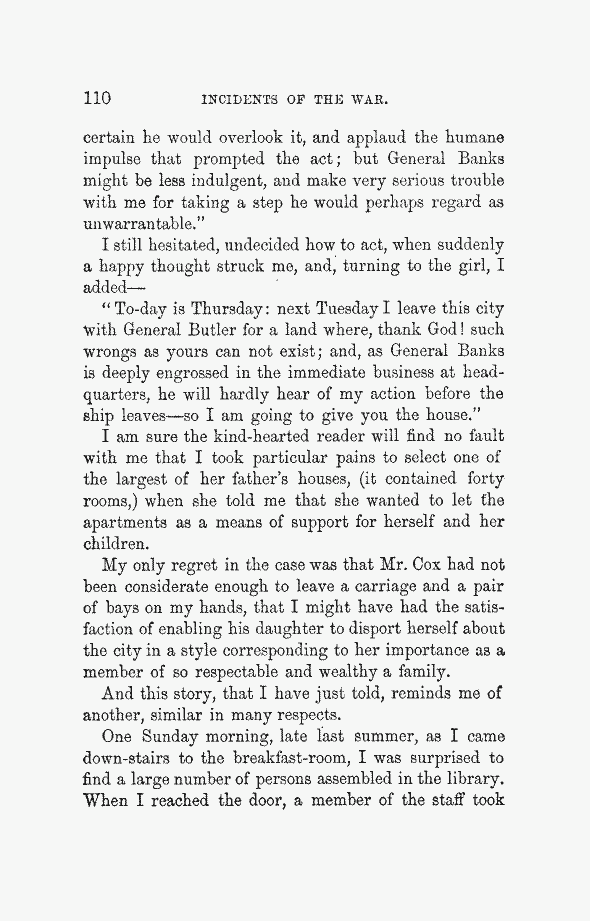 110 INCIDENTS OF THE WAR.
certain he would overlook it, and applaud the humane
impulse that prompted the act; but General Banks
might be less indulgent, and make very serious trouble
with me for taking a step he would perhaps regard as
unwarrantable."
I still hesitated, undecided how to act, when suddenly
a happy thought struck me, and, turning to the girl, I
added—
"To-day is Thursday: next Tuesday I leave this city
with General Butler for a land where, thank God! such
wrongs as yours can not exist; and, as General Banks
is deeply engrossed in the immediate business at head-
quarters, he will hardly hear of my action before the
ship leaves—so I am going to give you the house."
I am sure the kind-hearted reader will find no fault
with me that I took particular pains to select one of
the largest of her father's houses, (it contained forty
rooms,) when she told me that she wanted to let the
apartments as a means of support for herself and her
children.
My only regret in the case was that Mr. Cox had not
been considerate enough to leave a carriage and a pair
of bays on my hands, that I might have had the satis-
faction of enabling his daughter to disport herself about
the city in a style corresponding to her importance as a
member of so respectable and wealthy a family.
And this story, that I have just told, reminds me of
another, similar in many respects.
One Sunday morning, late last summer, as I came
down-stairs to the breakfast-room, I was surprised to
find a large number of persons assembled in the library.
When I reached the door, a member of the staff took